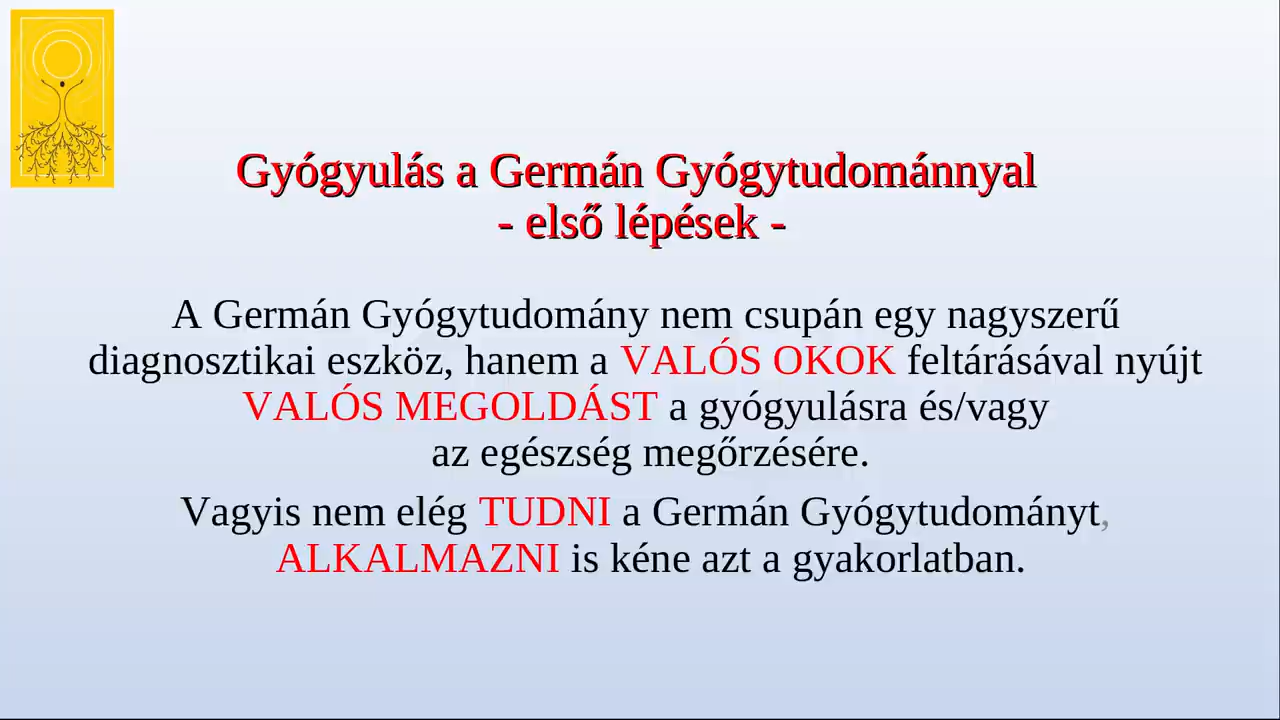 Gyógyulás a Germán Gyógytudománnyal
- első lépések -
A Germán Gyógytudomány nem csupán egy nagyszerű
diagnosztikai eszköz, hanem a VALÓS OKOK feltárásával nyújt
VALÓS MEGOLDÁST a gyógyulásra és/vagy
az egészség megőrzésére.
Vagyis nem elég TUDNI a Germán Gyógytudományt,
ALKALMAZNI is kéne azt a gyakorlatban.